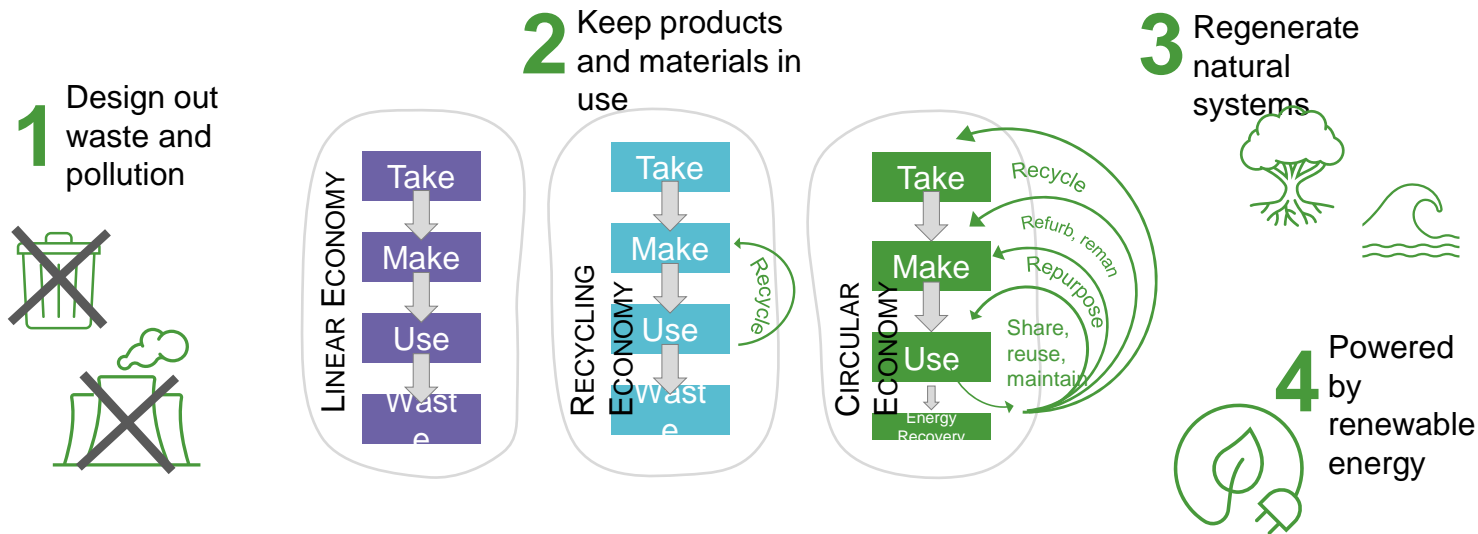 1
Design out
waste and
pollution
2
Keep products
and materials in
use
3
Regenerate
natural
systems
LINEAR ECONOMY
Take
Make
Use
Wast
e
RECYCLING
ECONOMY
Take
Make
Use
Wast
e
Recycle
CIRCULAR
ECONOMY
Take
Make
Use
Energy
Recovery
Recycle
Refurb, reman
Repurpose
Share,
reuse,
maintain
4
Powered
by
renewable
energy